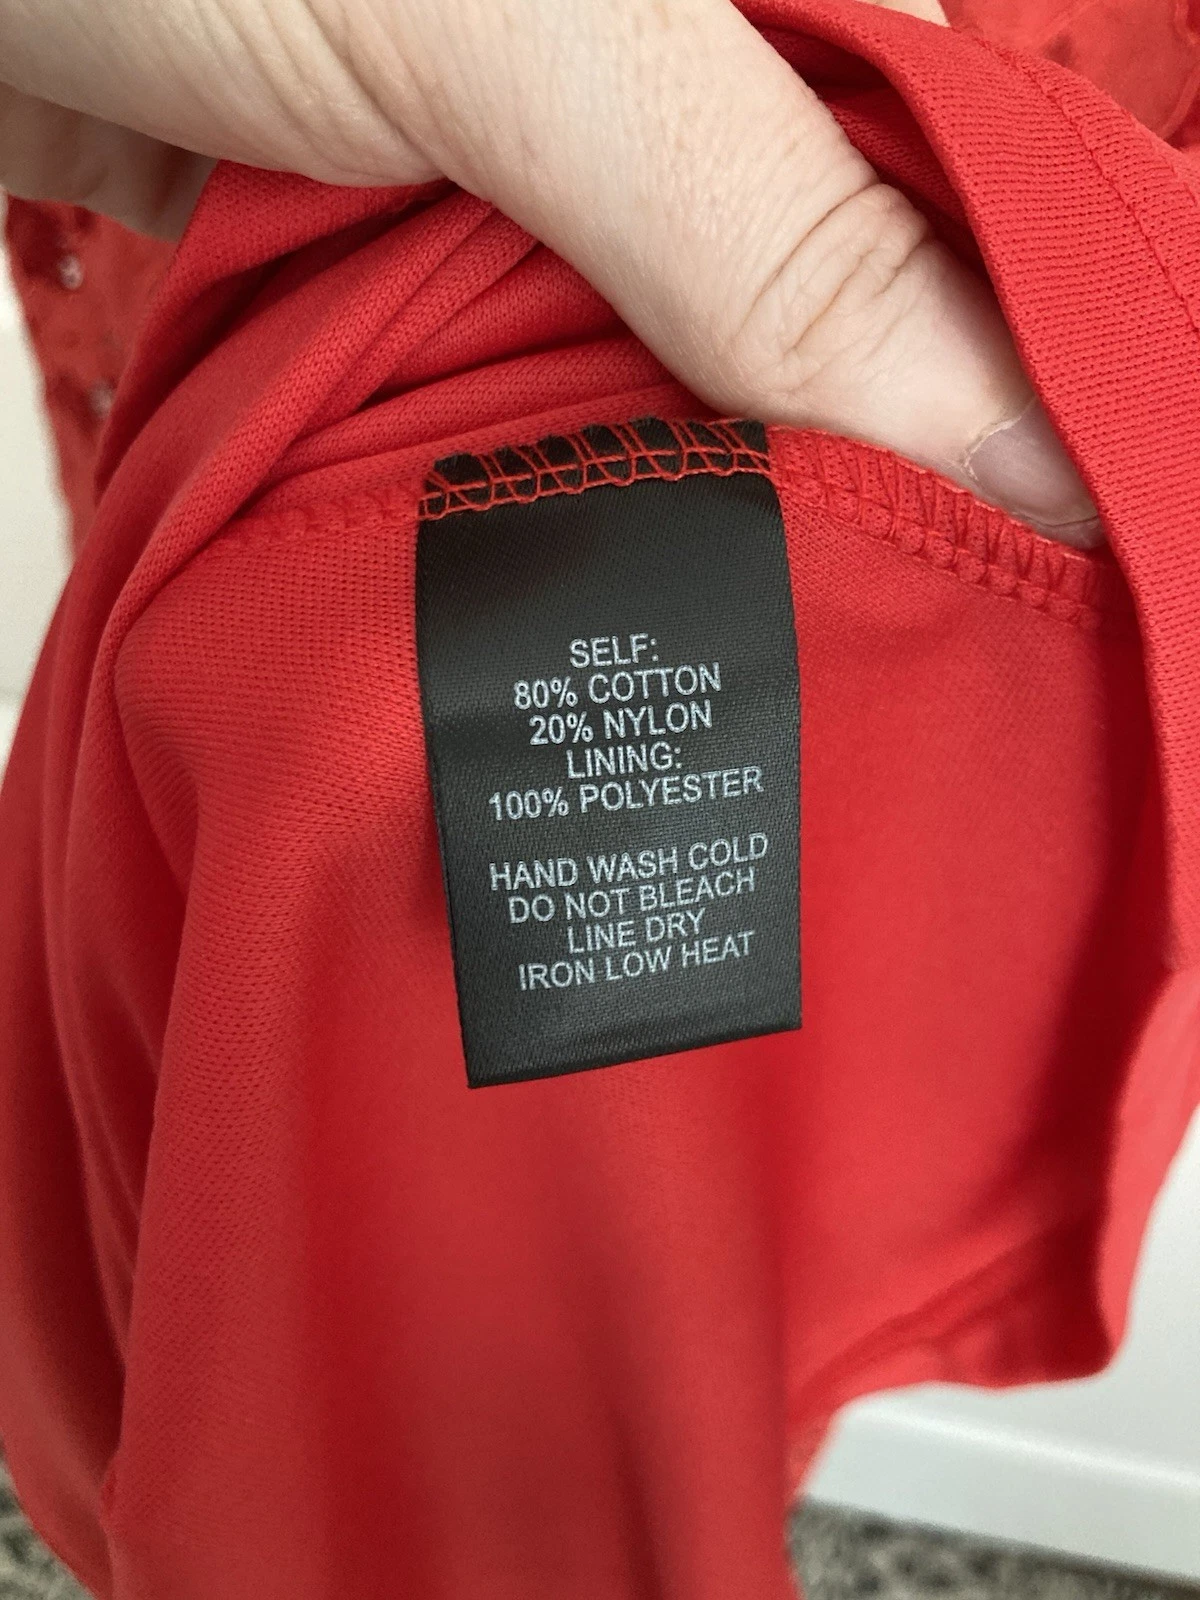 SELF:
80% COTTON
20% NYLON
LINING:
100% POLYESTER
HAND WASH COLD
DO NOT BLEACH
LINE DRY
IRON LOW HEAT